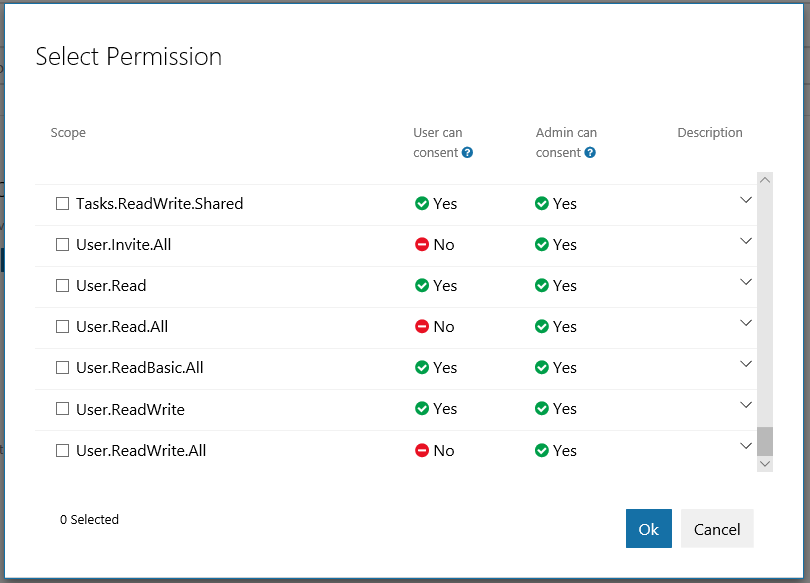 Select Permission
Scope User can consent Admin can consent Description
Tasks.ReadWrite.Shared Yes Yes
User.Invite.All No Yes
User.Read Yes Yes
User.Read.All No Yes
User.ReadBasic.All Yes Yes
User.ReadWrite Yes Yes
User.ReadWrite.All No Yes
0 Selected
Ok Cancel